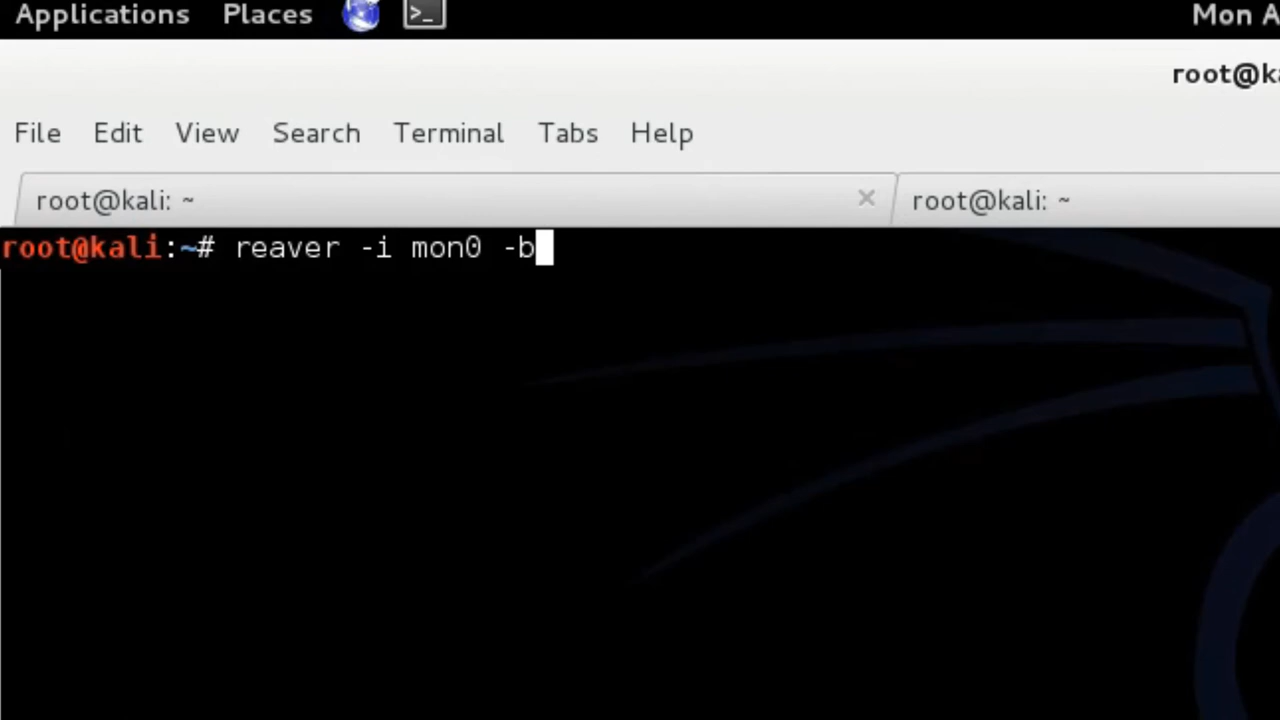 Applications Places Mon A
root@ka
File Edit View Search Terminal Tabs Help
root@kali: ~ × root@kali: ~
root@kali:~# reaver -i mon0 -b